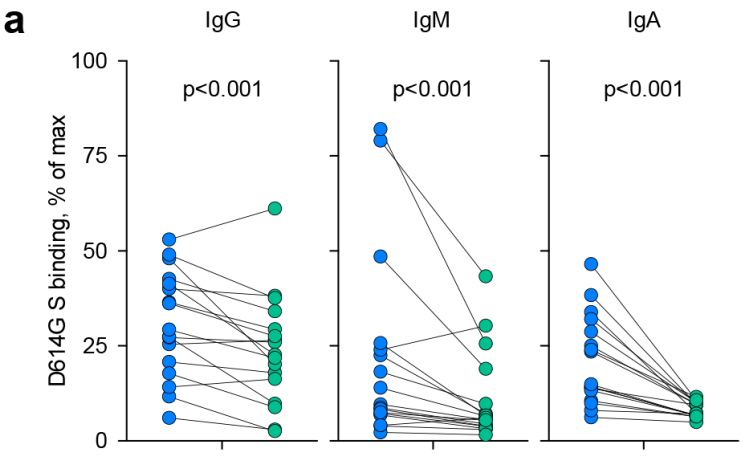 a
IgG
IgM
IgA
D614G S binding, % of max
100
75
50
25
0
p<0.001
p<0.001
p<0.001